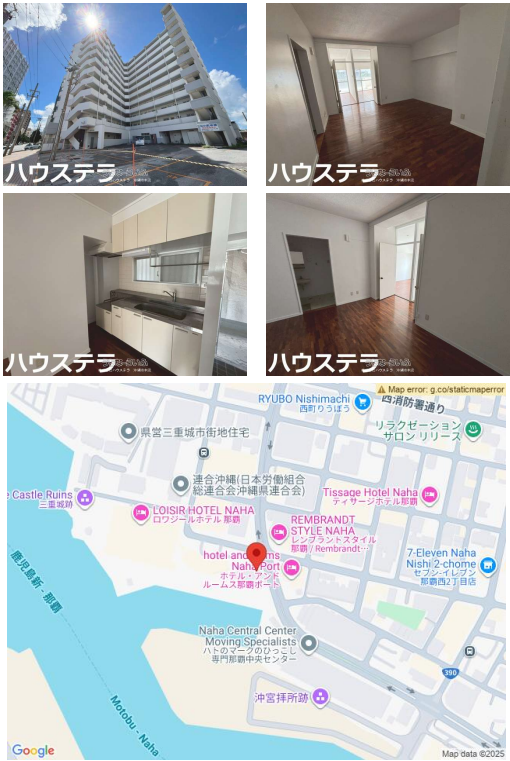 ハウステラ
ハウステラ
ハウステラ
ハウステラ
Map error: g.co/staticmaperror
RYUBO Nishimachi
西町りうぼう
西消防署通り
県営三重城市街地住宅
リラクゼーション
サロン リリース
連合沖縄(日本労働組合
総連合会沖縄県連合会)
Tissage Hotel Naha
ティサージホテル那覇
e Castle Ruins
三重城跡
LOISIR HOTEL NAHA
ロワジールホテル 那覇
REMBRANDT
STYLE NAHA
レンブラントスタイル
那覇 / Rembrandt…
hotel and
ms
Naha Port
ホテル・アンド
ルームス那覇ポート
7-Eleven Naha
Nishi 2-chome
セブン-イレブン
那覇西2丁目店
鹿児島新 - 那覇
Naha Central Center
Moving Specialists
ハトのマークのひっこし
専門那覇中央センター
390
沖宮拝所跡
Motobu - Naha
Google
Map data ©2025